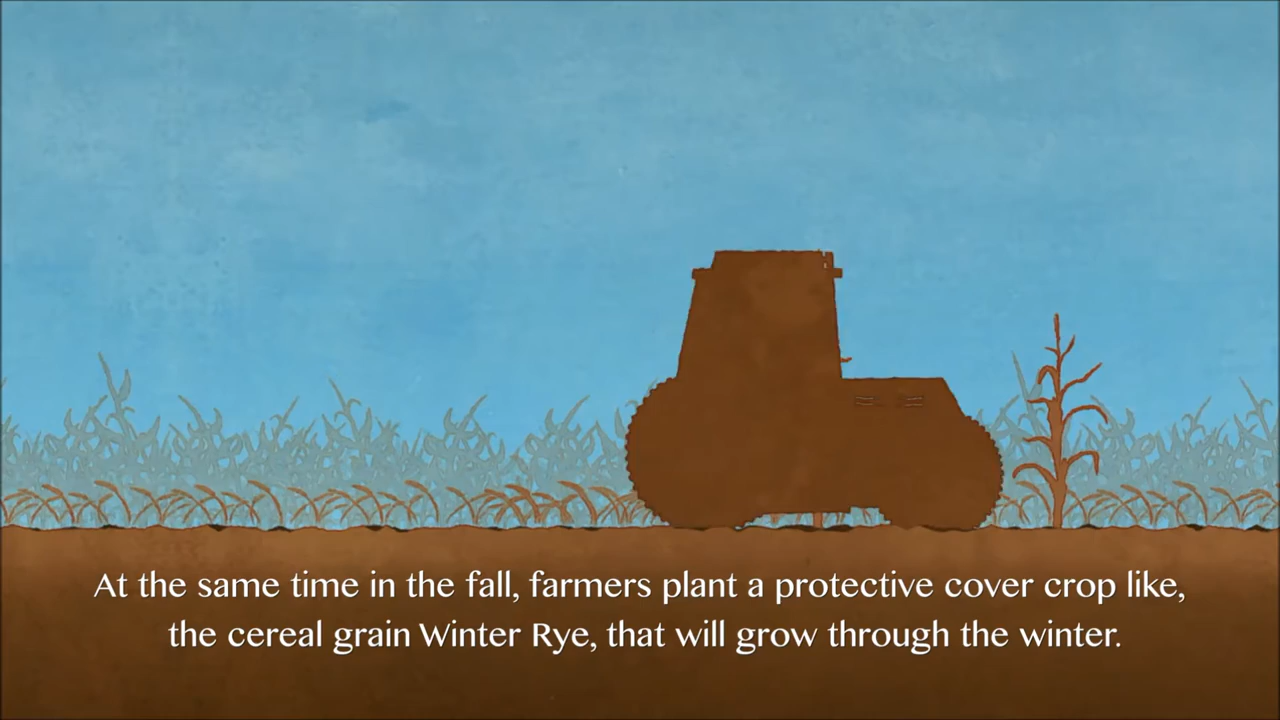 At the same time in the fall, farmers plant a protective cover crop like,
the cereal grain Winter Rye, that will grow through the winter.